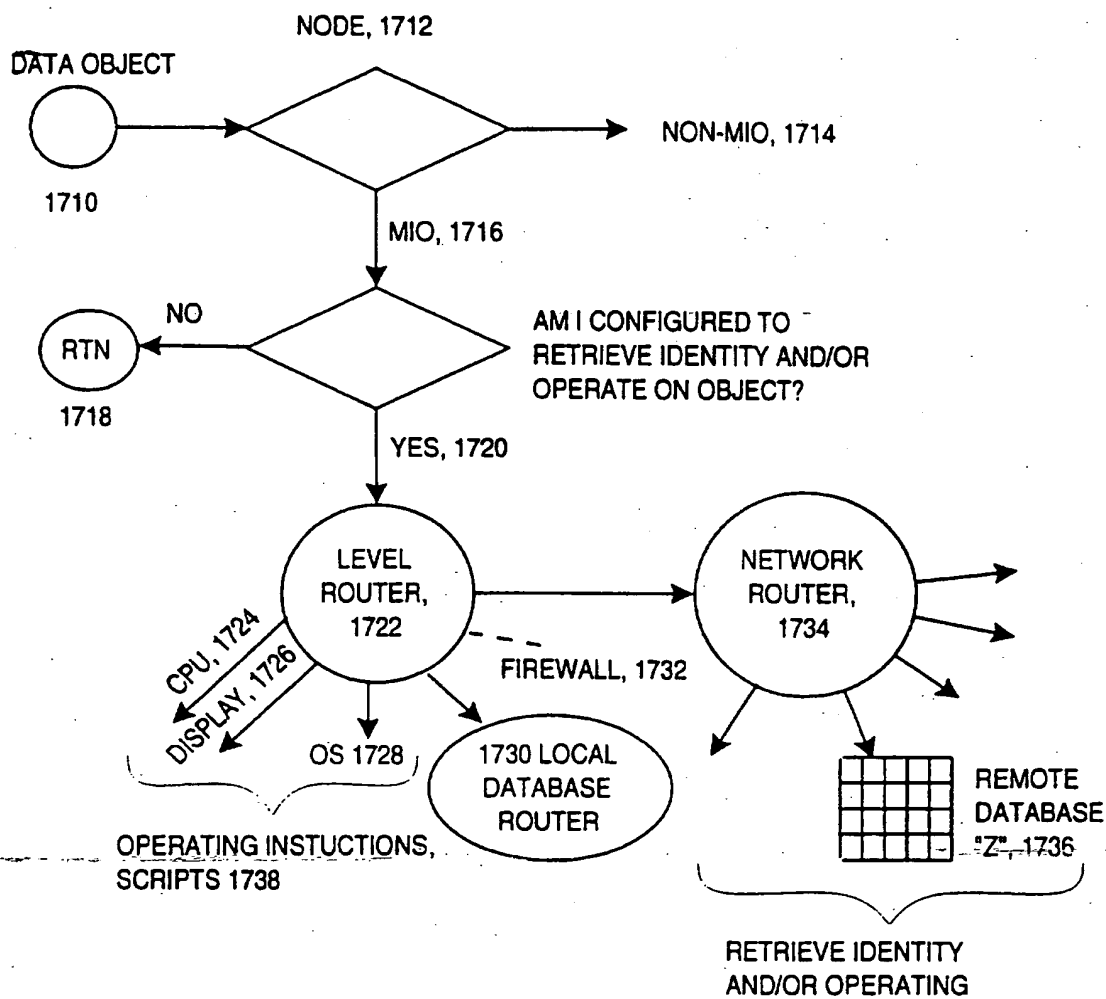 NODE, 1712
DATA OBJECT
NON-MIO, 1714
1710
MIO, 1716
NO
RTN
1718
AM I CONFIGURED TO
RETRIEVE IDENTITY AND/OR
OPERATE ON OBJECT?
YES, 1720
LEVEL
ROUTER,
1722
NETWORK
ROUTER,
1734
CPU, 1724
DISPLAY, 1726
FIREWALL, 1732
OS 1728
1730 LOCAL
DATABASE
ROUTER
REMOTE
DATABASE
"Z", 1736
OPERATING INSTUCTIONS,
SCRIPTS 1738
RETRIEVE IDENTITY
AND/OR OPERATING